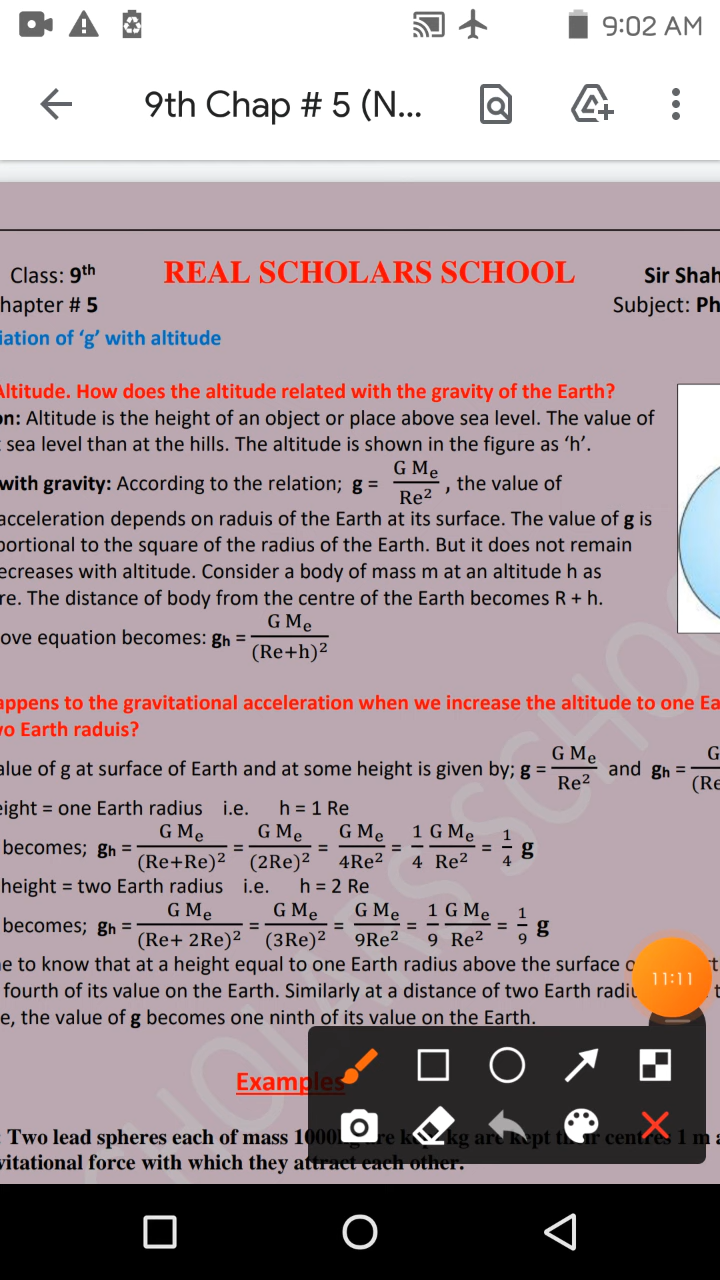 9:02 AM
9th Chap # 5 (N...
Class: 9th REAL SCHOLARS SCHOOL Sir Shah
hapter # 5 Subject: Ph
iation of ‘g’ with altitude
Altitude. How does the altitude related with the gravity of the Earth?
on: Altitude is the height of an object or place above sea level. The value of
sea level than at the hills. The altitude is shown in the figure as ‘h’.
with gravity: According to the relation; g = G Me / Re², the value of
acceleration depends on raduis of the Earth at its surface. The value of g is
portional to the square of the radius of the Earth. But it does not remain
ecreases with altitude. Consider a body of mass m at an altitude h as
re. The distance of body from the centre of the Earth becomes R + h.
ove equation becomes: gh = G Me / (Re+h)²
appens to the gravitational acceleration when we increase the altitude to one Ea
vo Earth raduis?
alue of g at surface of Earth and at some height is given by; g = G Me / Re² and gh = G / (Re
eight = one Earth radius i.e. h = 1 Re
becomes; gh = G Me / (Re+Re)² = G Me / (2Re)² = G Me / 4Re² = 1/4 G Me / Re² = 1/4 g
height = two Earth radius i.e. h = 2 Re
becomes; gh = G Me / (Re+ 2Re)² = G Me / (3Re)² = G Me / 9Re² = 1/9 G Me / Re² = 1/9 g
e to know that at a height equal to one Earth radius above the surface
11:11
fourth of its value on the Earth. Similarly at a distance of two Earth radiu
e, the value of g becomes one ninth of its value on the Earth.
Examples
Two lead spheres each of mass 1000 kg are kept their centres 1 m
vitational force with which they attract each other.